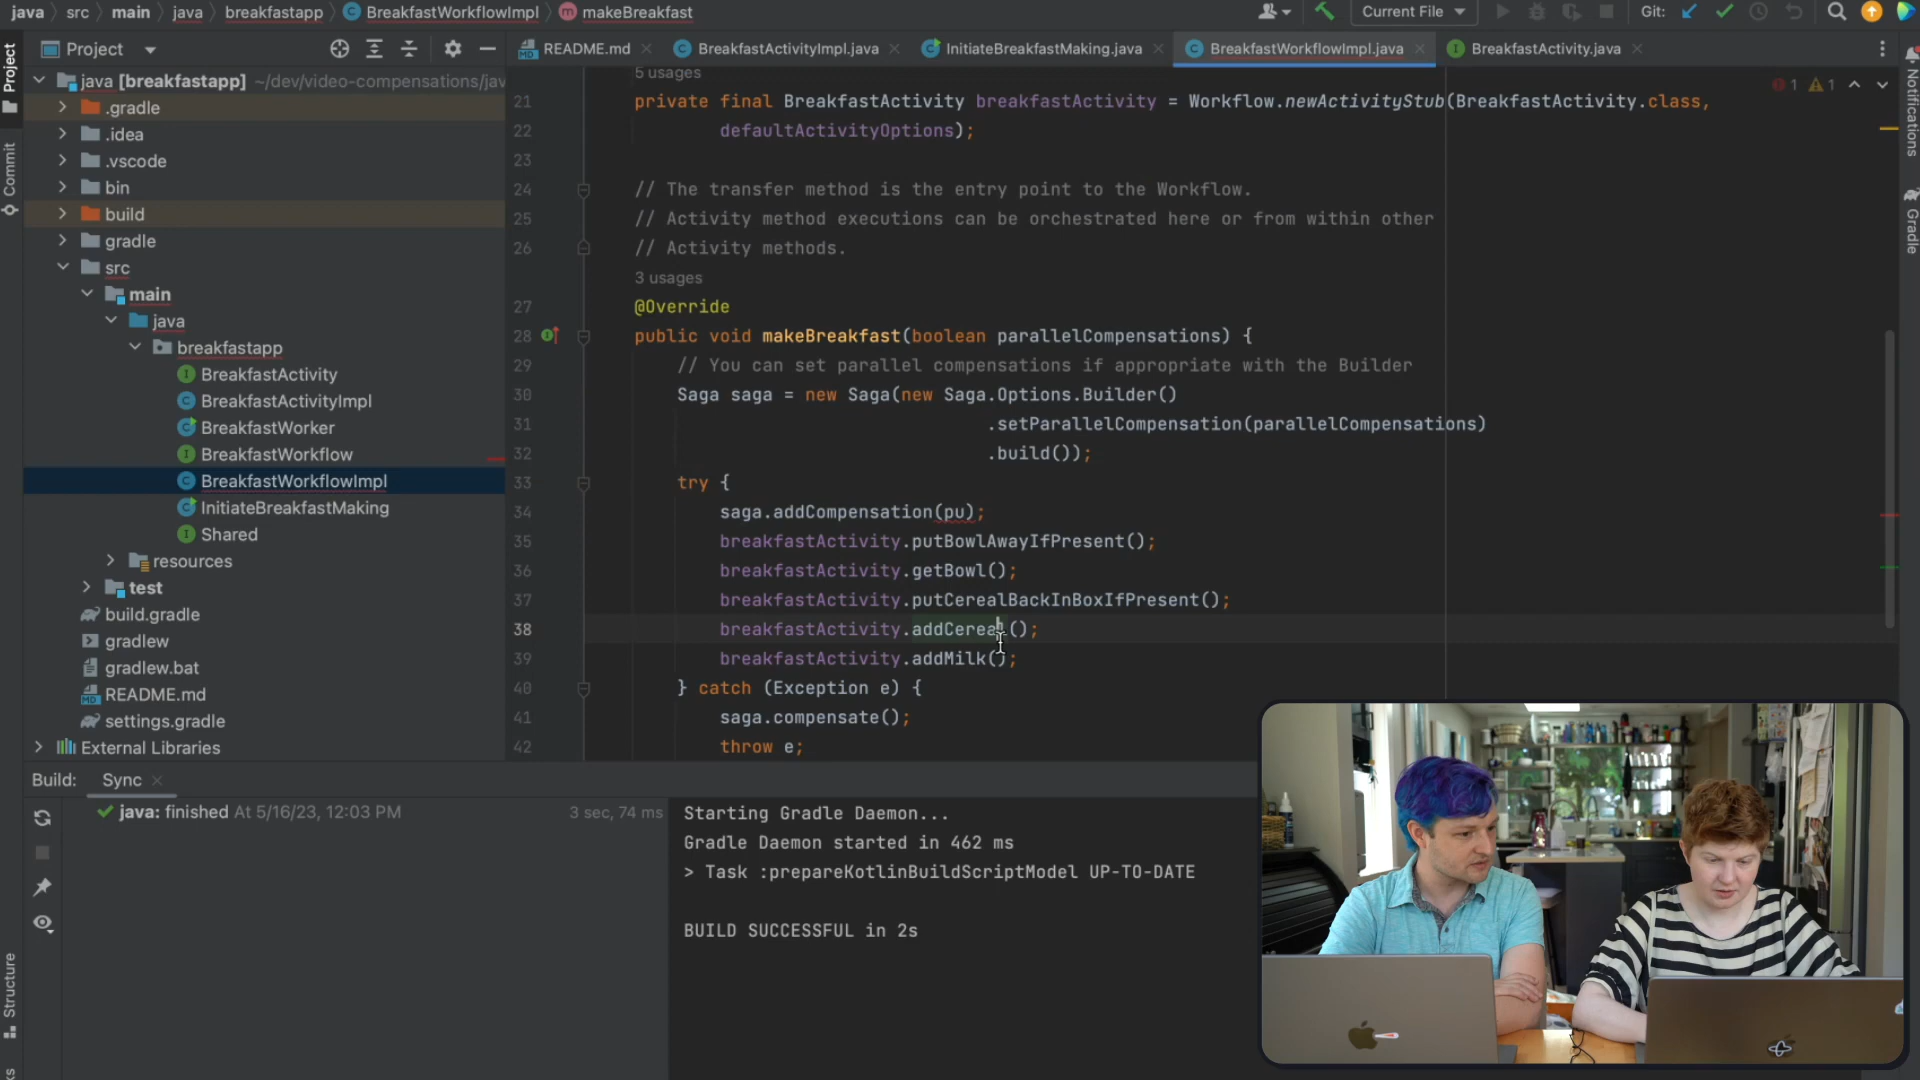 java > src > main > java > breakfastapp > BreakfastWorkflowImpl > makeBreakfast
Current File
Git:
Project
README.md
BreakfastActivityImpl.java
InitiateBreakfastMaking.java
BreakfastWorkflowImpl.java
BreakfastActivity.java
Project
Commit
Structure
Notifications
Gradle
java [breakfastapp] ~/dev/video-compensations/jav
.gradle
.idea
.vscode
bin
build
gradle
src
main
java
breakfastapp
BreakfastActivity
BreakfastActivityImpl
BreakfastWorker
BreakfastWorkflow
BreakfastWorkflowImpl
InitiateBreakfastMaking
Shared
resources
test
build.gradle
gradlew
gradlew.bat
README.md
settings.gradle
External Libraries
1 1
5 usages
21 private final BreakfastActivity breakfastActivity = Workflow.newActivityStub(BreakfastActivity.class,
22 defaultActivityOptions);
23
24 // The transfer method is the entry point to the Workflow.
25 // Activity method executions can be orchestrated here or from within other
26 // Activity methods.
3 usages
27 @Override
28 public void makeBreakfast(boolean parallelCompensations) {
29 // You can set parallel compensations if appropriate with the Builder
30 Saga saga = new Saga(new Saga.Options.Builder()
31 .setParallelCompensation(parallelCompensations)
32 .build());
33 try {
34 saga.addCompensation(pu);
35 breakfastActivity.putBowlAwayIfPresent();
36 breakfastActivity.getBowl();
37 breakfastActivity.putCerealBackInBoxIfPresent();
38 breakfastActivity.addCereal();
39 breakfastActivity.addMilk();
40 } catch (Exception e) {
41 saga.compensate();
42 throw e;
Build: Sync
java: finished At 5/16/23, 12:03 PM 3 sec, 74 ms
Starting Gradle Daemon...
Gradle Daemon started in 462 ms
> Task :prepareKotlinBuildScriptModel UP-TO-DATE
BUILD SUCCESSFUL in 2s